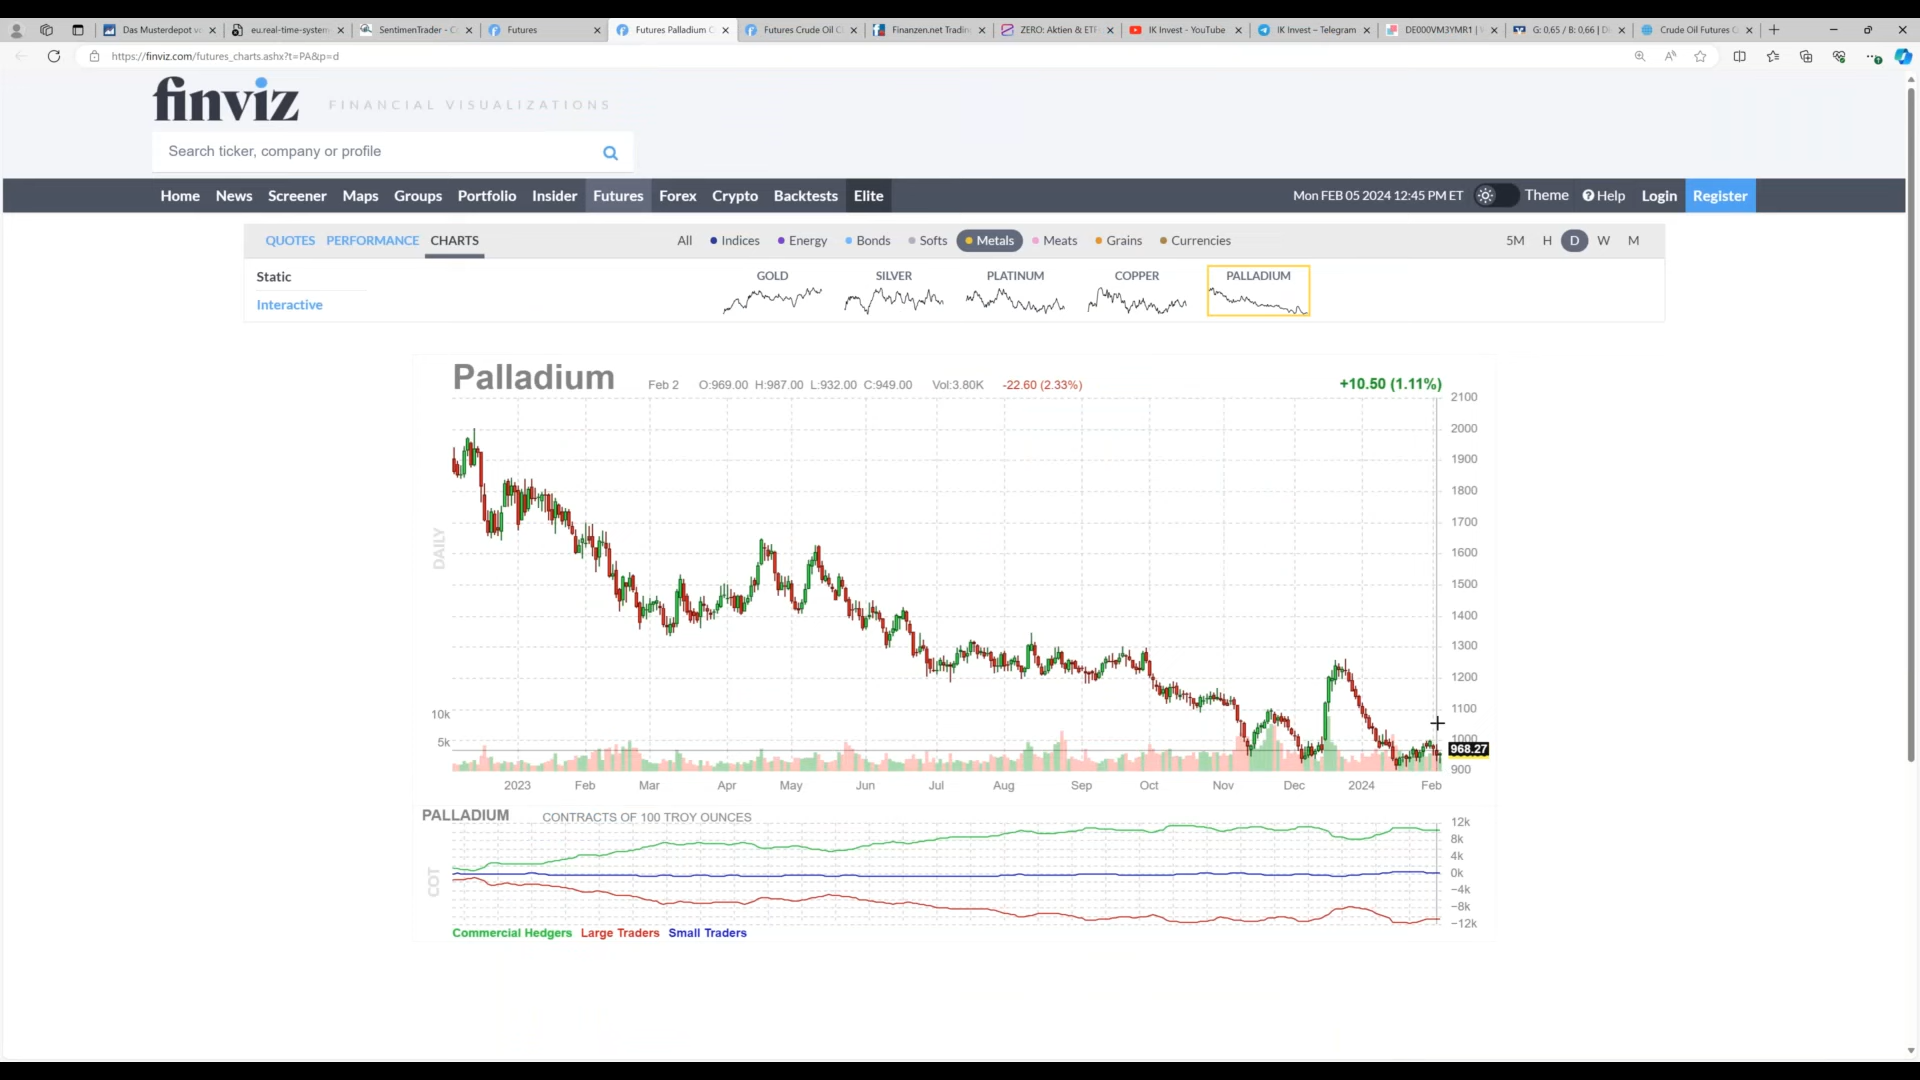 Das Musterdepot v
eu.real-time-system
SentimenTrader - C
Futures
Futures Palladium C
Futures Crude Oil C
Finanzen.net Tradin
ZERO: Aktien & ETF
IK Invest - YouTube
IK Invest – Telegram
DE000VM3YMR1 |
G: 0,65 / B: 0,66 | D
Crude Oil Futures C
https://finviz.com/futures_charts.ashx?t=PA&p=d
finviz FINANCIAL VISUALIZATIONS
Search ticker, company or profile
Home News Screener Maps Groups Portfolio Insider Futures Forex Crypto Backtests Elite Mon FEB 05 2024 12:45 PM ET Theme Help Login Register
QUOTES PERFORMANCE CHARTS All Indices Energy Bonds Softs Metals Meats Grains Currencies 5M H D W M
Static GOLD SILVER PLATINUM COPPER PALLADIUM
Interactive
Palladium Feb 2 O:969.00 H:987.00 L:932.00 C:949.00 Vol:3.80K -22.60 (2.33%) +10.50 (1.11%)
2100
2000
1900
1800
1700
1600
1500
1400
1300
1200
1100
1000
968.27
900
DAILY
10k
5k
2023 Feb Mar Apr May Jun Jul Aug Sep Oct Nov Dec 2024 Feb
PALLADIUM CONTRACTS OF 100 TROY OUNCES
12k
8k
4k
0k
−4k
−8k
−12k
COT
Commercial Hedgers Large Traders Small Traders